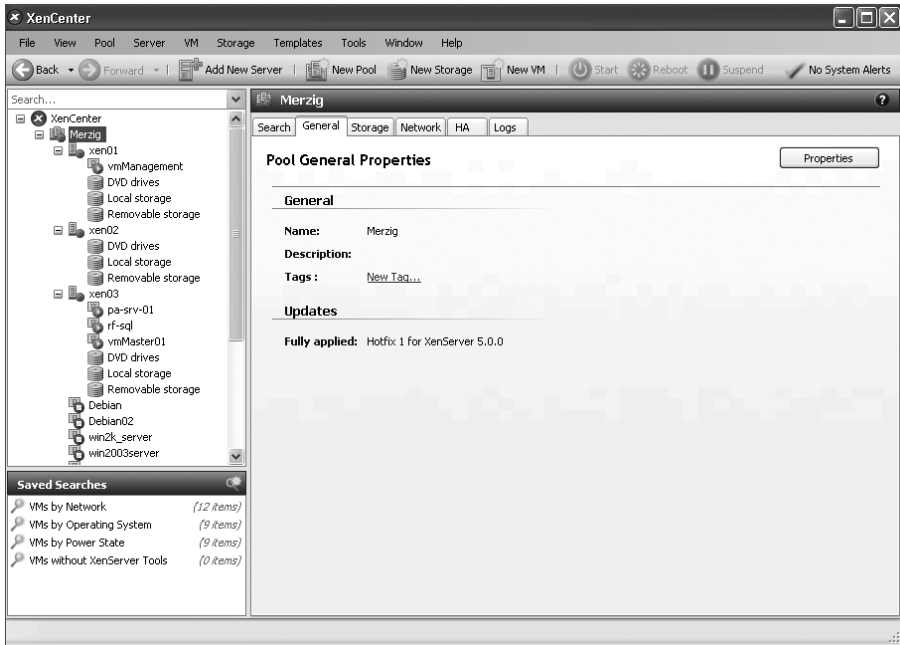 XenCenter
File View Pool Server VM Storage Templates Tools Window Help
Back Forward Add New Server New Pool New Storage New VM Start Reboot Suspend No System Alerts
Search...
XenCenter
Merzig
xen01
vmManagement
DVD drives
Local storage
Removable storage
xen02
DVD drives
Local storage
Removable storage
xen03
pa-srv-01
rf-sql
vmMaster01
DVD drives
Local storage
Removable storage
Debian
Debian02
win2k_server
win2003server
Saved Searches
VMs by Network (12 items)
VMs by Operating System (9 items)
VMs by Power State (9 items)
VMs without XenServer Tools (0 items)
Merzig ?
Search General Storage Network HA Logs
Pool General Properties Properties
General
Name: Merzig
Description:
Tags : New Tag...
Updates
Fully applied: Hotfix 1 for XenServer 5.0.0